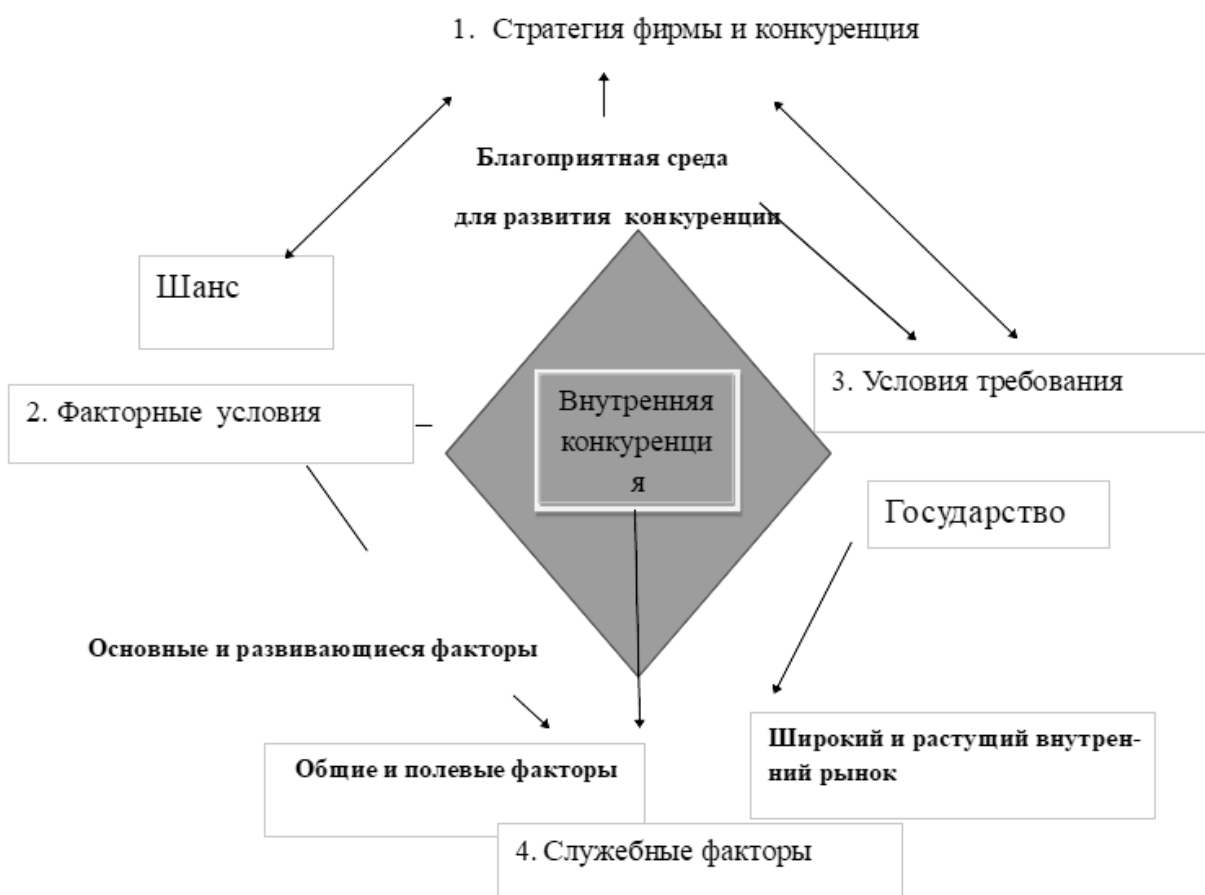 1. Стратегия фирмы и конкуренция
Благоприятная среда
для развития конкуренции
Шанс
2. Факторные условия
Внутренняя
конкуренци
я
3. Условия требования
Государство
Основные и развивающиеся факторы
Общие и полевые факторы
Широкий и растущий внутрен-
ний рынок
4. Служебные факторы